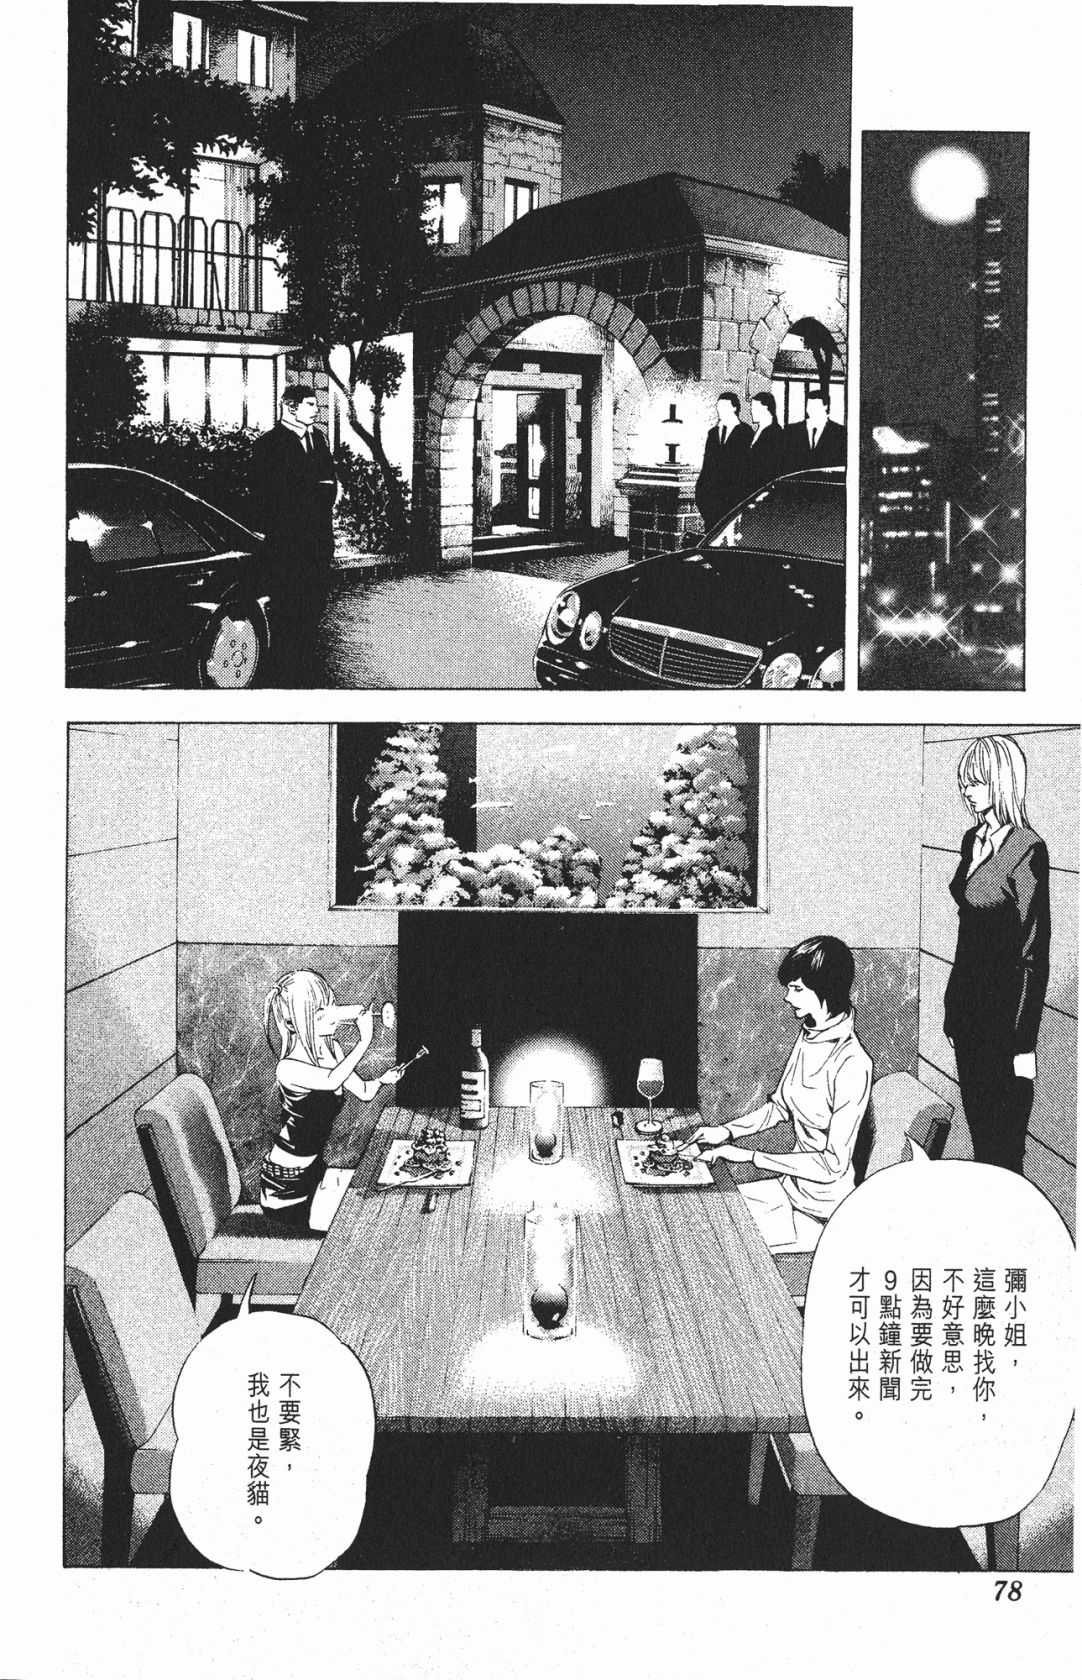 彌小姐，
這麼晚找你，
不好意思，
因為要做完
9點鐘新聞
才可以出來。
不要緊，
我也是夜貓。
78